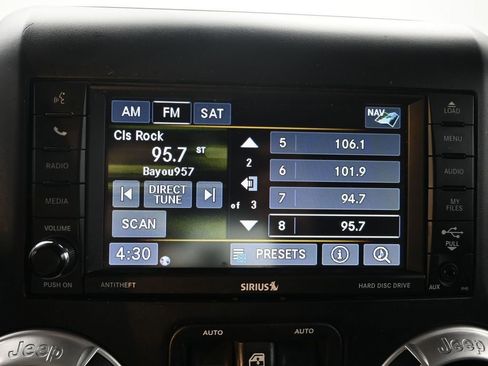 AM FM SAT
NAV
Cls Rock
95.7 ST
Bayou957
DIRECT
TUNE
SCAN
2
of 3
5 106.1
6 101.9
7 94.7
8 95.7
4:30
PRESETS
RADIO
MEDIA
VOLUME
PUSH ON
ANTITHEFT
SIRIUS
HARD DISC DRIVE
LOAD
MENU
AUDIO
MY
FILES
PULL
AUX
AUTO
AUTO
Jeep
Jeep